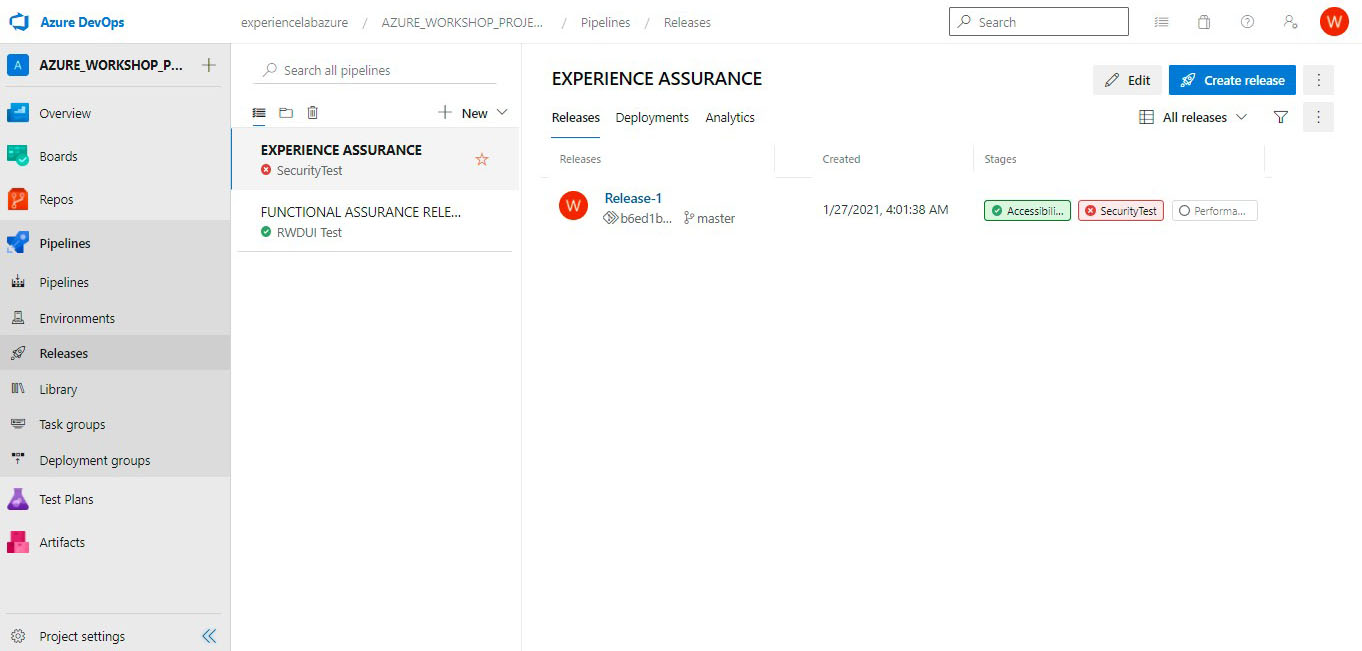 Azure DevOps
experiencelabazure / AZURE_WORKSHOP_PROJE... / Pipelines / Releases
Search
W
A AZURE_WORKSHOP_P...
Overview
Boards
Repos
Pipelines
Pipelines
Environments
Releases
Library
Task groups
Deployment groups
Test Plans
Artifacts
Project settings
Search all pipelines
New
EXPERIENCE ASSURANCE
SecurityTest
FUNCTIONAL ASSURANCE RELE...
RWDUI Test
EXPERIENCE ASSURANCE
Edit
Create release
Releases Deployments Analytics
All releases
Releases Created Stages
W
Release-1
b6ed1b... master
1/27/2021, 4:01:38 AM
Accessibili... SecurityTest Performa...